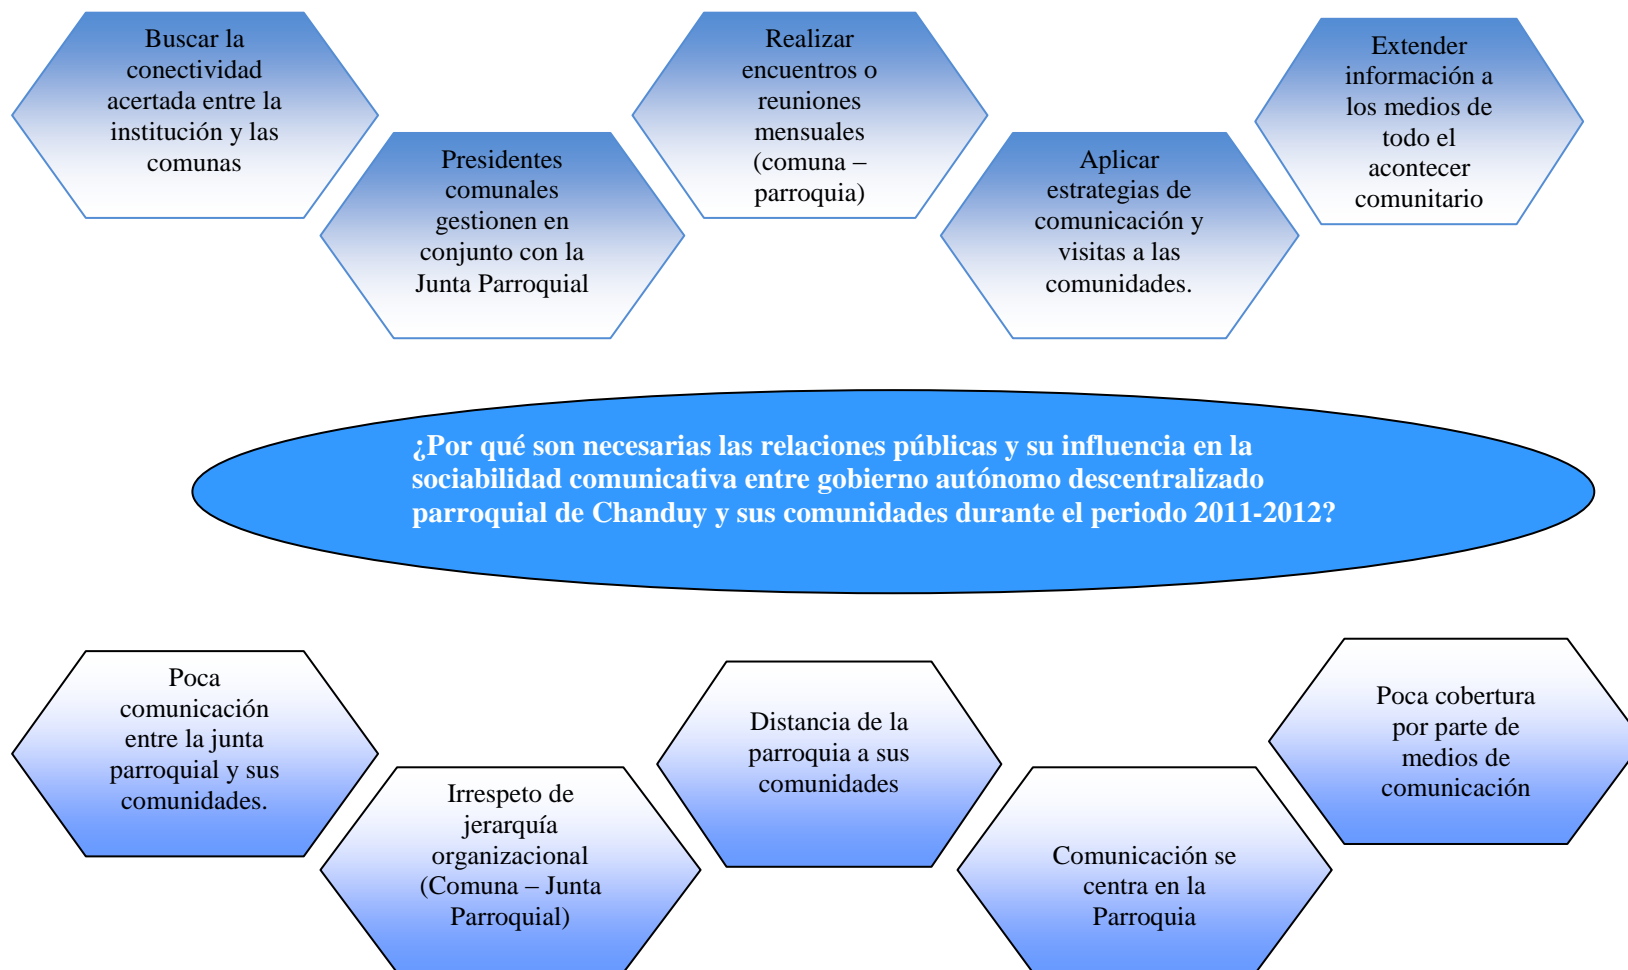 Buscar la
conectividad
acertada entre la
institución y las
comunas
Presidentes
comunales
gestionen en
conjunto con la
Junta Parroquial
Realizar
encuentros o
reuniones
mensuales
(comuna –
parroquia)
Aplicar
estrategias de
comunicación y
visitas a las
comunidades.
Extender
información a
los medios de
todo el
acontecer
comunitario
¿Por qué son necesarias las relaciones públicas y su influencia en la
sociabilidad comunicativa entre gobierno autónomo descentralizado
parroquial de Chanduy y sus comunidades durante el periodo 2011-2012?
Poca
comunicación
entre la junta
parroquial y sus
comunidades.
Irrespeto de
jerarquía
organizacional
(Comuna – Junta
Parroquial)
Distancia de la
parroquia a sus
comunidades
Comunicación se
centra en la
Parroquia
Poca cobertura
por parte de
medios de
comunicación